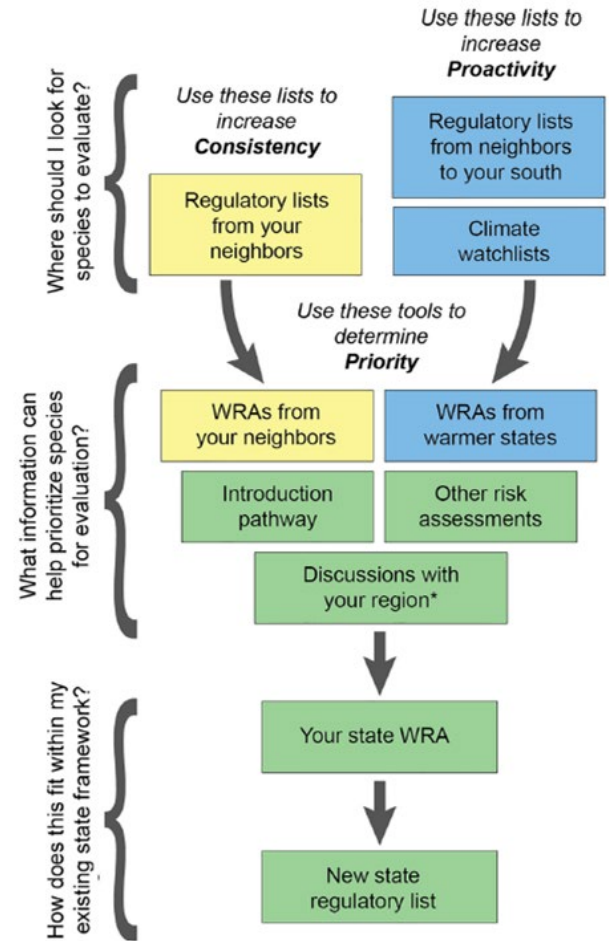 Where should I look for
species to evaluate?
Use these lists to
increase
Consistency
Regulatory lists
from your
neighbors
Use these lists to
increase
Proactivity
Regulatory lists
from neighbors
to your south
Climate
watchlists
Use these tools to
determine
Priority
What information can
help prioritize species
for evaluation?
WRAs from
your neighbors
WRAs from
warmer states
Introduction
pathway
Other risk
assessments
Discussions with
your region*
How does this fit within my
existing state framework?
Your state WRA
New state
regulatory list